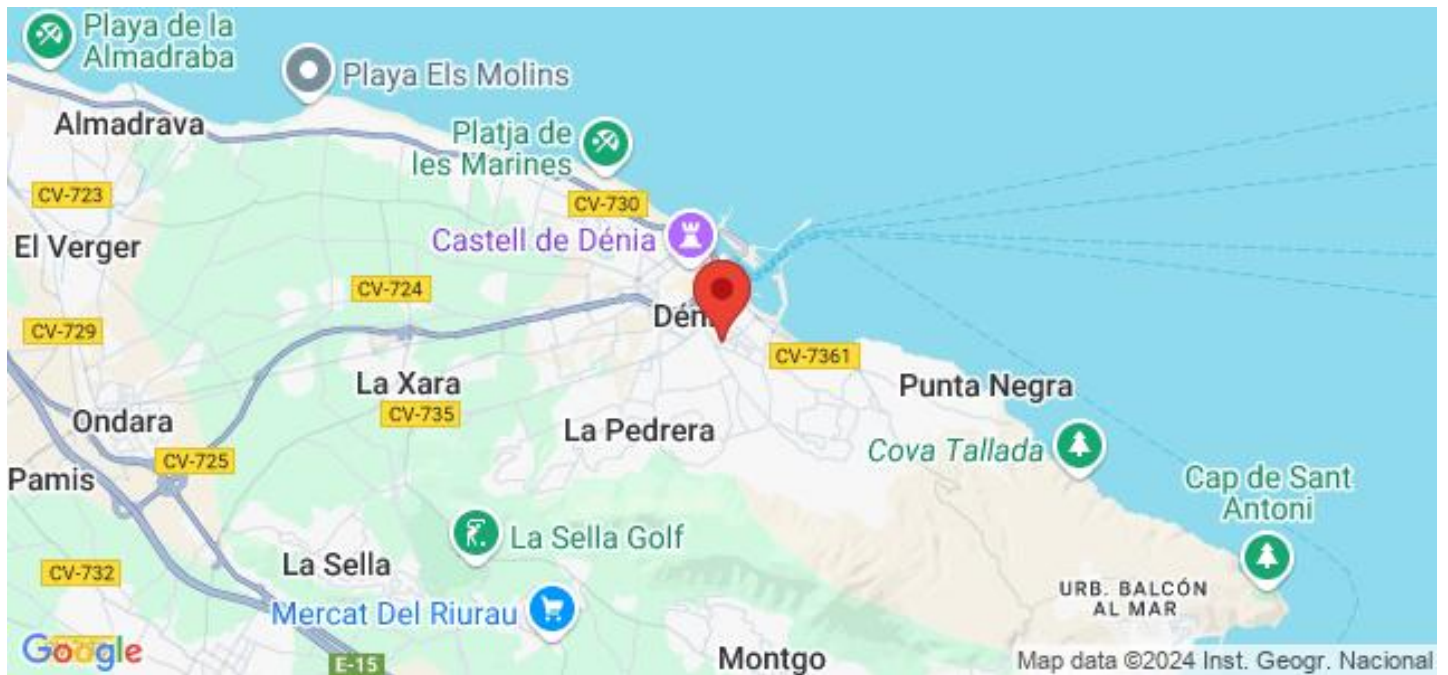 Playa de la
Almadraba
Playa Els Molins
Almadrava
Platja de
les Marines
CV-723
CV-730
El Verger
Castell de Dénia
CV-724
CV-729
CV-7361
La Xara
Punta Negra
CV-735
Ondara
La Pedrera
Cova Tallada
CV-725
Pamis
Cap de Sant
Antoni
La Sella Golf
La Sella
CV-732
URB. BALCÓN
AL MAR
Mercat Del Riurau
Google
E-15
Montgo
Map data ©2024 Inst. Geogr. Nacional